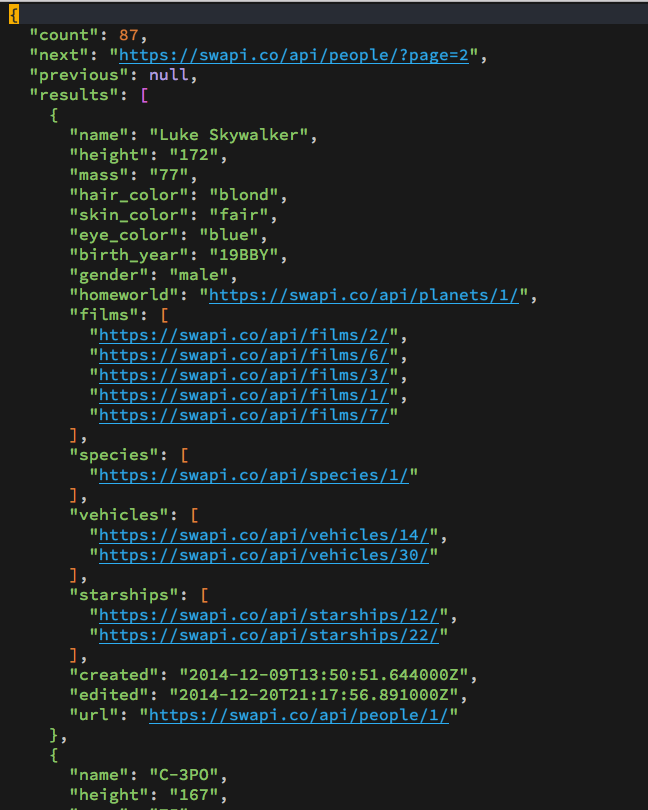 {
  "count": 87,
  "next": "https://swapi.co/api/people/?page=2",
  "previous": null,
  "results": [
    {
      "name": "Luke Skywalker",
      "height": "172",
      "mass": "77",
      "hair_color": "blond",
      "skin_color": "fair",
      "eye_color": "blue",
      "birth_year": "19BBY",
      "gender": "male",
      "homeworld": "https://swapi.co/api/planets/1/",
      "films": [
        "https://swapi.co/api/films/2/",
        "https://swapi.co/api/films/6/",
        "https://swapi.co/api/films/3/",
        "https://swapi.co/api/films/1/",
        "https://swapi.co/api/films/7/"
      ],
      "species": [
        "https://swapi.co/api/species/1/"
      ],
      "vehicles": [
        "https://swapi.co/api/vehicles/14/",
        "https://swapi.co/api/vehicles/30/"
      ],
      "starships": [
        "https://swapi.co/api/starships/12/",
        "https://swapi.co/api/starships/22/"
      ],
      "created": "2014-12-09T13:50:51.644000Z",
      "edited": "2014-12-20T21:17:56.891000Z",
      "url": "https://swapi.co/api/people/1/"
    },
    {
      "name": "C-3PO",
      "height": "167",